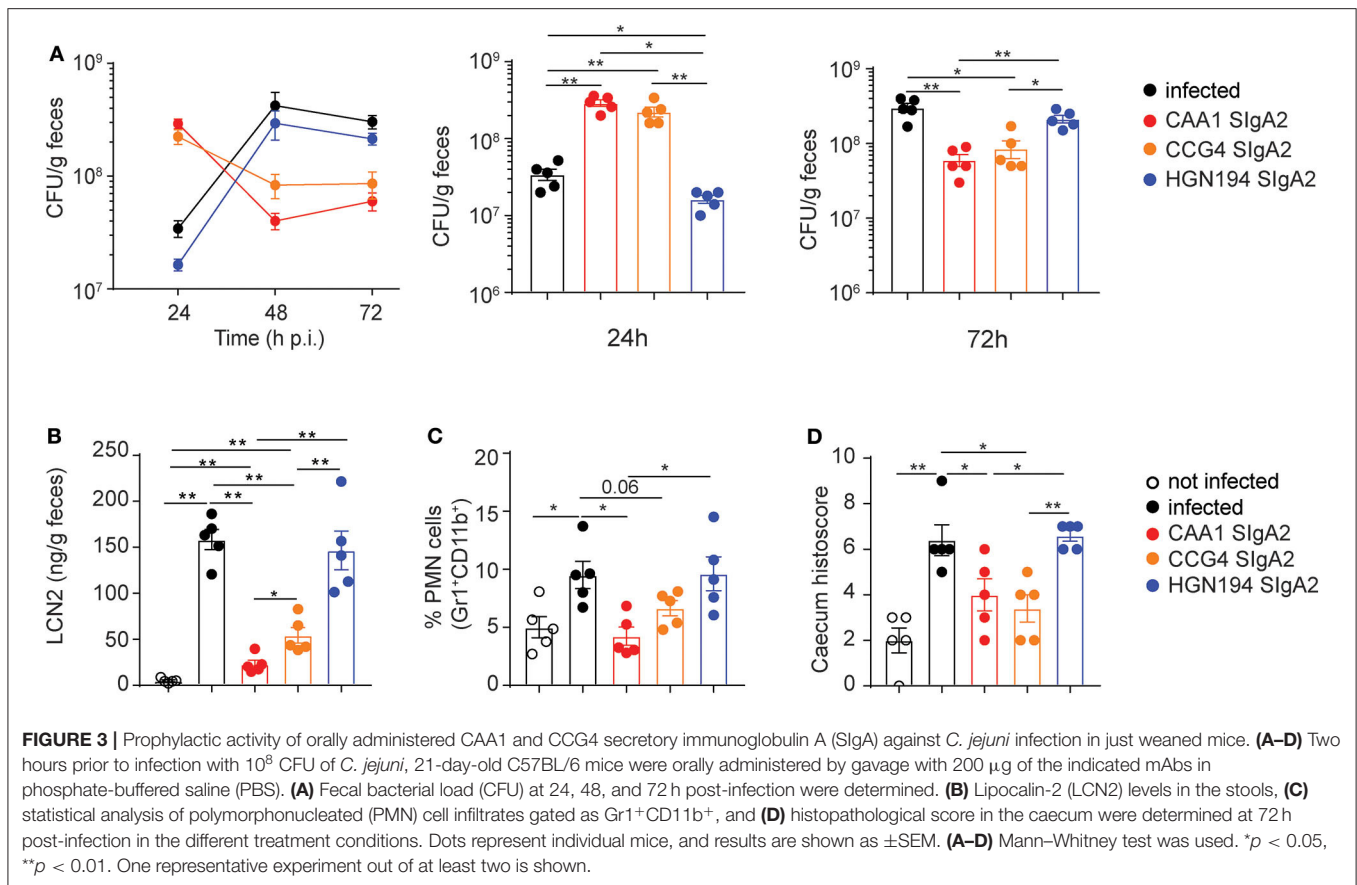 A
CFU/g feces
10⁹
10⁸
10⁷
24
48
72
Time (h p.i.)
CFU/g feces
10⁹
10⁸
10⁷
10⁶
*
*
**
**
**
24h
CFU/g feces
10⁹
10⁸
10⁷
10⁶
**
*
**
*
72h
infected
CAA1 SIgA2
CCG4 SIgA2
HGN194 SIgA2
B
LCN2 (ng/g feces)
250
200
150
100
50
0
**
**
**
**
**
**
**
**
*
C
% PMN cells
(Gr1⁺CD11b⁺)
20
15
10
5
0
*
0.06
*
*
D
Caecum histoscore
10
8
6
4
2
0
*
**
*
*
**
not infected
infected
CAA1 SIgA2
CCG4 SIgA2
HGN194 SIgA2
FIGURE 3 | Prophylactic activity of orally administered CAA1 and CCG4 secretory immunoglobulin A (SIgA) against C. jejuni infection in just weaned mice. (A–D) Two
hours prior to infection with 10⁸ CFU of C. jejuni, 21-day-old C57BL/6 mice were orally administered by gavage with 200 μg of the indicated mAbs in
phosphate-buffered saline (PBS). (A) Fecal bacterial load (CFU) at 24, 48, and 72 h post-infection were determined. (B) Lipocalin-2 (LCN2) levels in the stools, (C)
statistical analysis of polymorphonucleated (PMN) cell infiltrates gated as Gr1⁺CD11b⁺, and (D) histopathological score in the caecum were determined at 72 h
post-infection in the different treatment conditions. Dots represent individual mice, and results are shown as ±SEM. (A–D) Mann–Whitney test was used. *p < 0.05,
**p < 0.01. One representative experiment out of at least two is shown.